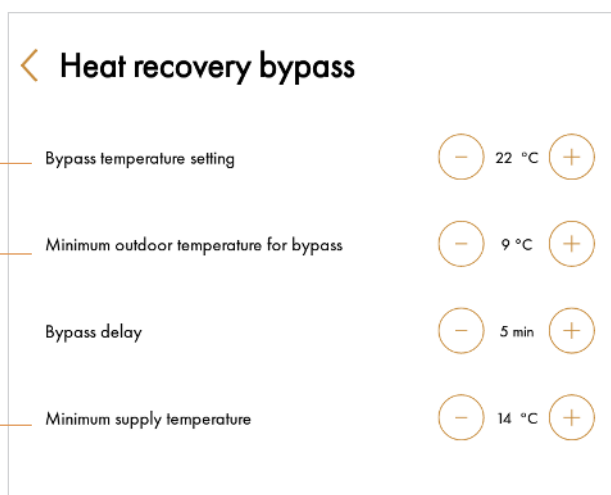 Heat recovery bypass
Bypass temperature setting 22 °C
Minimum outdoor temperature for bypass 9 °C
Bypass delay 5 min
Minimum supply temperature 14 °C